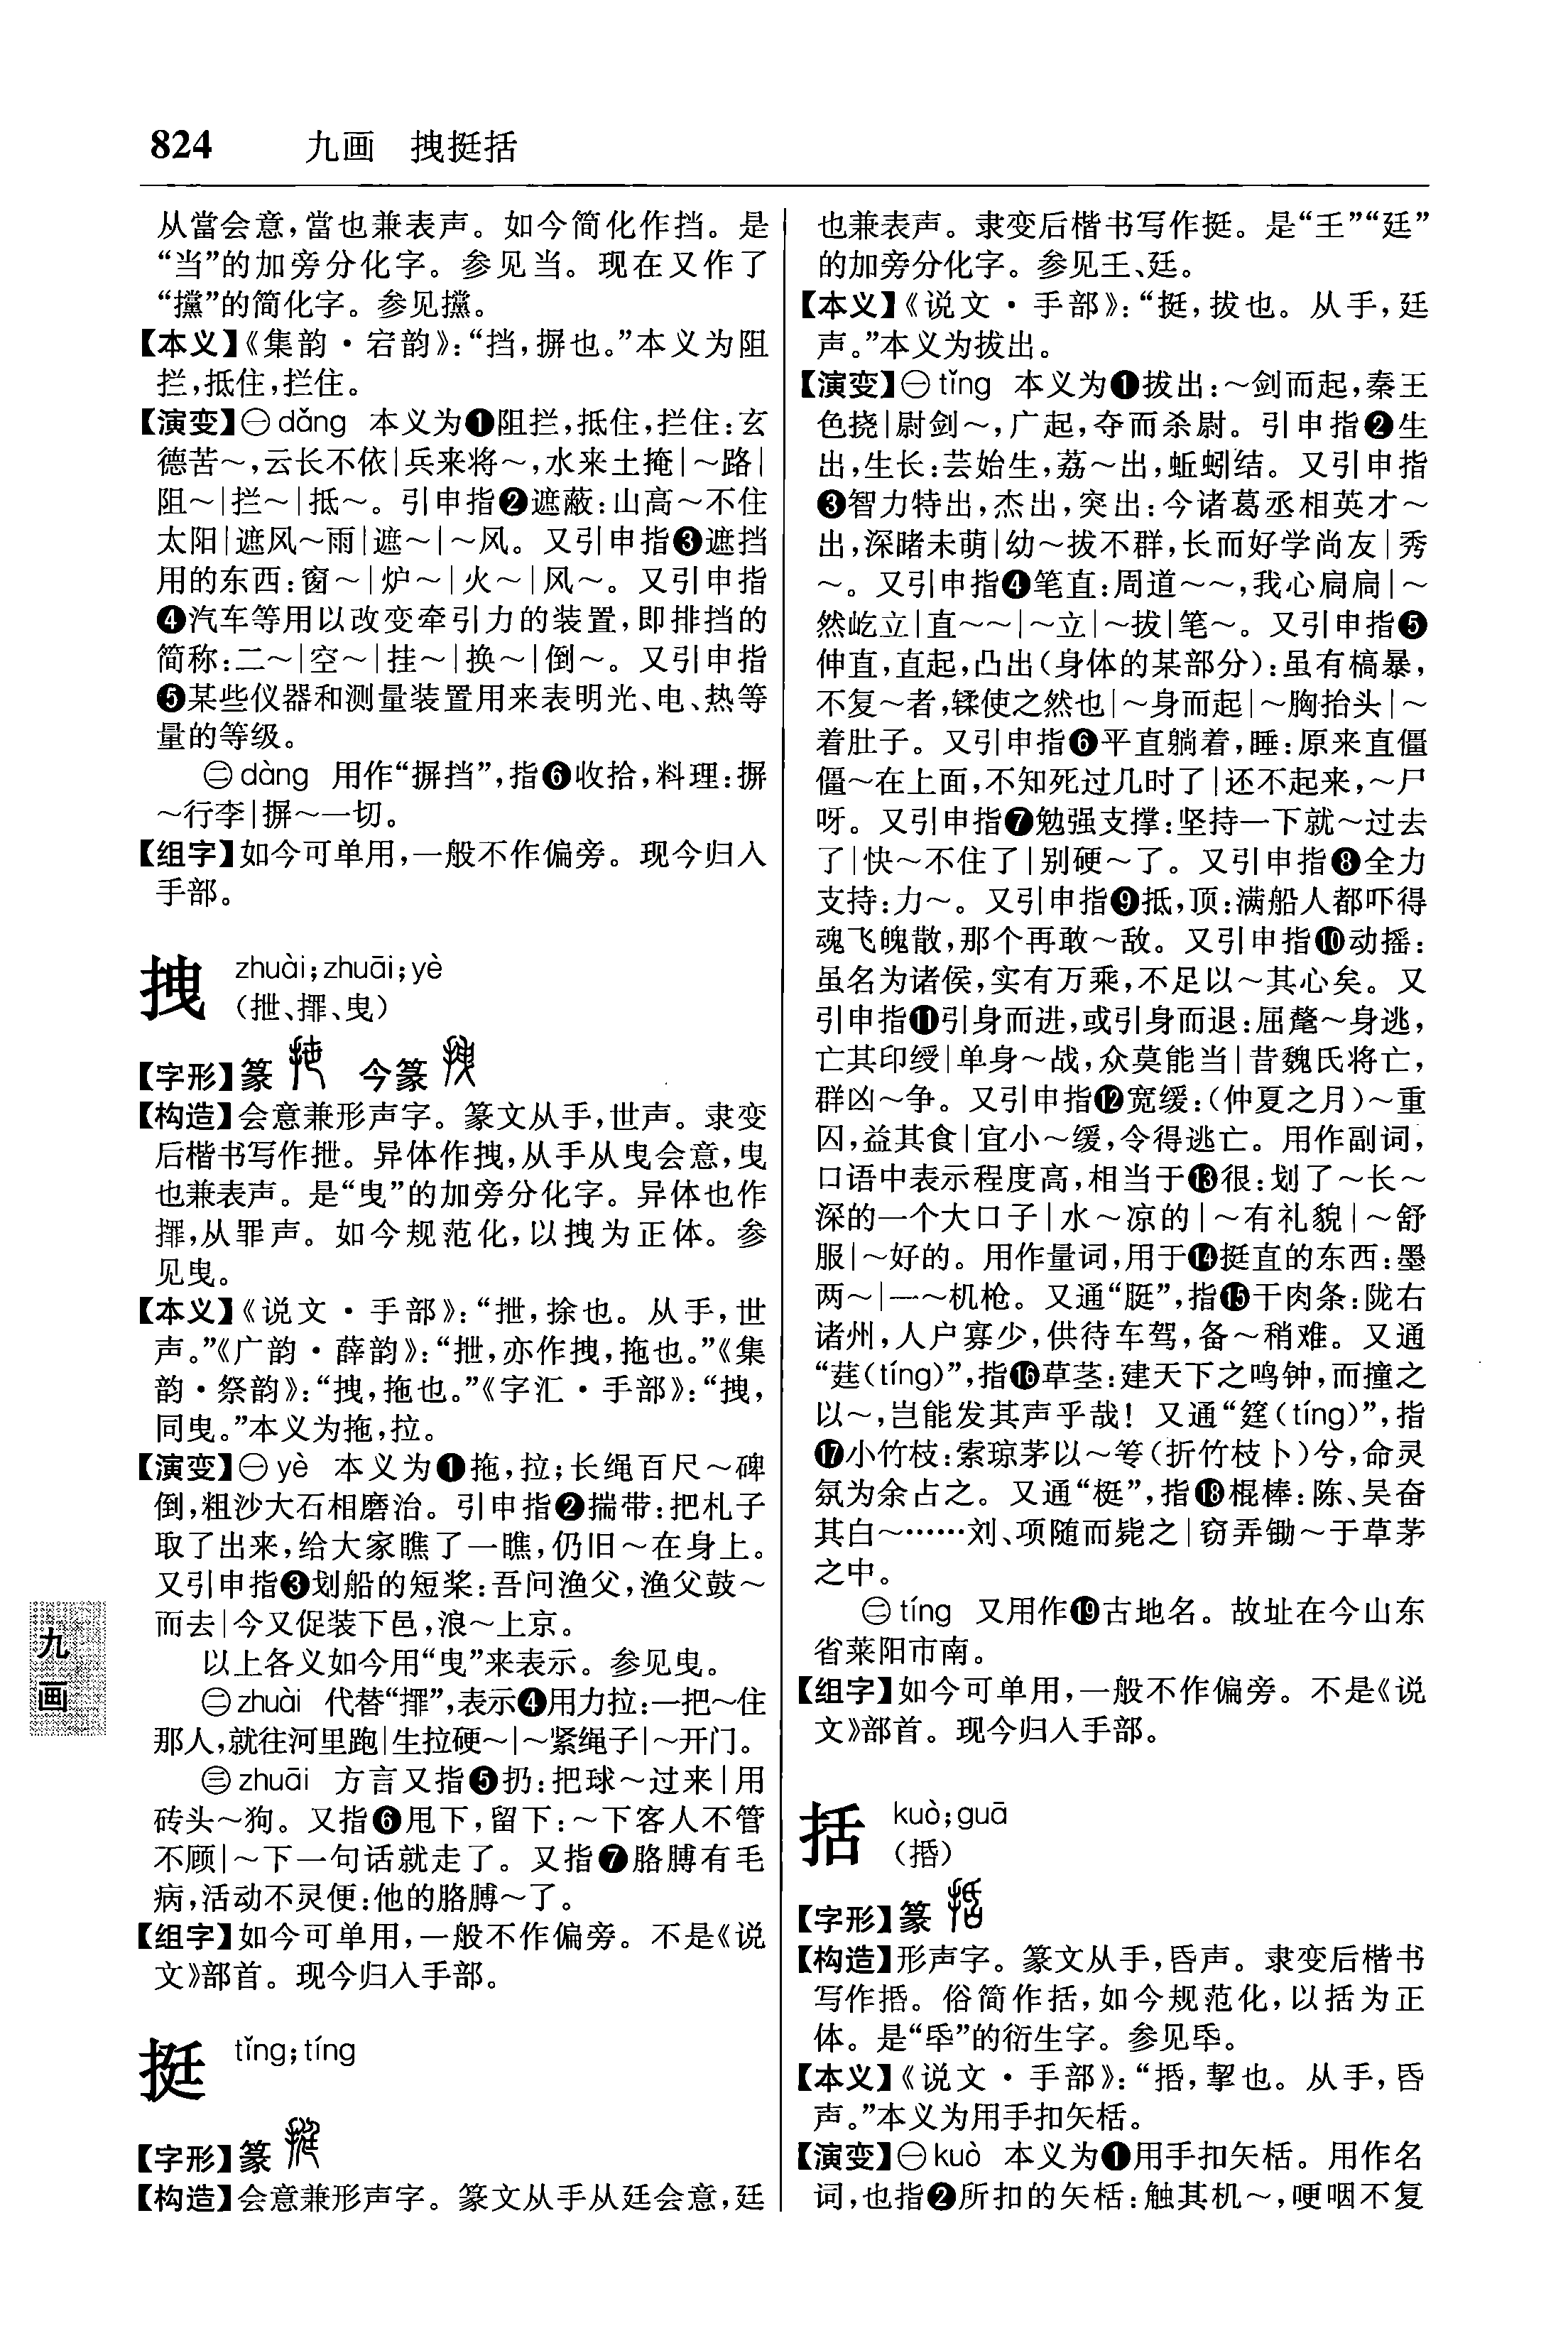 824 九画 拽挺括
从當会意,當也兼表声。如今简化作挡。是
“当”的加旁分化字。参见当。现在又作了
“攩”的简化字。参见攩。
【本义】《集韵·宕韵》:“挡,摒也。”本义为阻
拦,抵住,拦住。
【演变】㊀dǎng 本义为❶阻拦,抵住,拦住:玄
德苦～,云长不依|兵来将～,水来土掩|～路|
阻～|拦～|抵～。引申指❷遮蔽:山高～不住
太阳|遮风～雨|遮～|～风。又引申指❸遮挡
用的东西:窗～|炉～|火～|风～。又引申指
❹汽车等用以改变牵引力的装置,即排挡的
简称:二～|空～|挂～|换～|倒～。又引申指
❺某些仪器和测量装置用来表明光、电、热等
量的等级。
㊁dàng 用作“摒挡”,指❻收拾,料理:摒
～行李|摒～一切。
【组字】如今可单用,一般不作偏旁。现今归入
手部。
拽 zhuài;zhuāi;yè
(抴、㩎、曳)
【字形】篆 今篆
【构造】会意兼形声字。篆文从手,世声。隶变
后楷书写作抴。异体作拽,从手从曳会意,曳
也兼表声。是“曳”的加旁分化字。异体也作
,从罪声。如今规范化,以拽为正体。参
见曳。
【本义】《说文·手部》:“抴,捈也。从手,世
声。”《广韵·薛韵》:“抴,亦作拽,拖也。”《集
韵·祭韵》:“拽,拖也。”《字汇·手部》:“拽,
同曳。”本义为拖,拉。
【演变】㊀yè 本义为❶拖,拉;长绳百尺～碑
倒,粗沙大石相磨治。引申指❷揣带:把札子
取了出来,给大家瞧了一瞧,仍旧～在身上。
又引申指❸划船的短桨:吾问渔父,渔父鼓～
而去|今又促装下邑,浪～上京。
以上各义如今用“曳”来表示。参见曳。
㊁zhuài 代替“”,表示❹用力拉:一把～住
那人,就往河里跑|生拉硬～|～紧绳子|～开门。
㊂zhuāi 方言又指❺扔:把球～过来|用
砖头～狗。又指❻甩下,留下:～下客人不管
不顾|～下一句话就走了。又指❼胳膊有毛
病,活动不灵便:他的胳膊～了。
【组字】如今可单用,一般不作偏旁。不是《说
文》部首。现今归入手部。
挺 tǐng;tíng
【字形】篆
【构造】会意兼形声字。篆文从手从廷会意,廷
也兼表声。隶变后楷书写作挺。是“𡈼”“廷”
的加旁分化字。参见𡈼、廷。
【本义】《说文·手部》:“挺,拔也。从手,廷
声。”本义为拔出。
【演变】㊀tǐng 本义为❶拔出:～剑而起,秦王
色挠|尉剑～,广起,夺而杀尉。引申指❷生
出,生长:芸始生,荔～出,蚯蚓结。又引申指
❸智力特出,杰出,突出:今诸葛丞相英才～
出,深睹未萌|幼～拔不群,长而好学尚友|秀
～。又引申指❹笔直:周道～～,我心扃扃|～
然屹立|直～～|～立|～拔|笔～。又引申指❺
伸直,直起,凸出(身体的某部分):虽有槁暴,
不复～者,𫐓使之然也|～身而起|～胸抬头|～
着肚子。又引申指❻平直躺着,睡:原来直僵
僵～在上面,不知死过几时了|还不起来,～尸
呀。又引申指❼勉强支撑:坚持一下就～过去
了|快～不住了|别硬～了。又引申指❽全力
支持:力～。又引申指❾抵,顶:满船人都吓得
魂飞魄散,那个再敢～敌。又引申指❿动摇:
虽名为诸侯,实有万乘,不足以～其心矣。又
引申指⓫引身而进,或引身而退:屈氂～身逃,
亡其印绶|单身～战,众莫能当|昔魏氏将亡,
群凶～争。又引申指⓬宽缓:(仲夏之月)～重
囚,益其食|宜小～缓,令得逃亡。用作副词,
口语中表示程度高,相当于⓭很:划了～长～
深的一个大口子|水～凉的|～有礼貌|～舒
服|～好的。用作量词,用于⓮挺直的东西:墨
两～|一～机枪。又通“脡”,指⓯干肉条:陇右
诸州,人户寡少,供待车驾,备～稍难。又通
“莛(tíng)”,指⓰草茎:建天下之鸣钟,而撞之
以～,岂能发其声乎哉!又通“筳(tíng)”,指
⓱小竹枝:索琼茅以～篿(折竹枝卜)兮,命灵
氛为余占之。又通“梃”,指⓲棍棒:陈、吴奋
其白～……刘、项随而毙之|窃弄锄～于草茅
之中。
㊁tíng 又用作⓳古地名。故址在今山东
省莱阳市南。
【组字】如今可单用,一般不作偏旁。不是《说
文》部首。现今归入手部。
括 kuò;guā
(㨯)
【字形】篆
【构造】形声字。篆文从手,昏声。隶变后楷书
写作。俗简作括,如今规范化,以括为正
体。是“氒”的衍生字。参见氒。
【本义】《说文·手部》:“㨯,挈也。从手,昏
声。”本义为用手扣矢栝。
【演变】㊀kuò 本义为❶用手扣矢栝。用作名
词,也指❷所扣的矢栝:触其机～,哽咽不复
九画